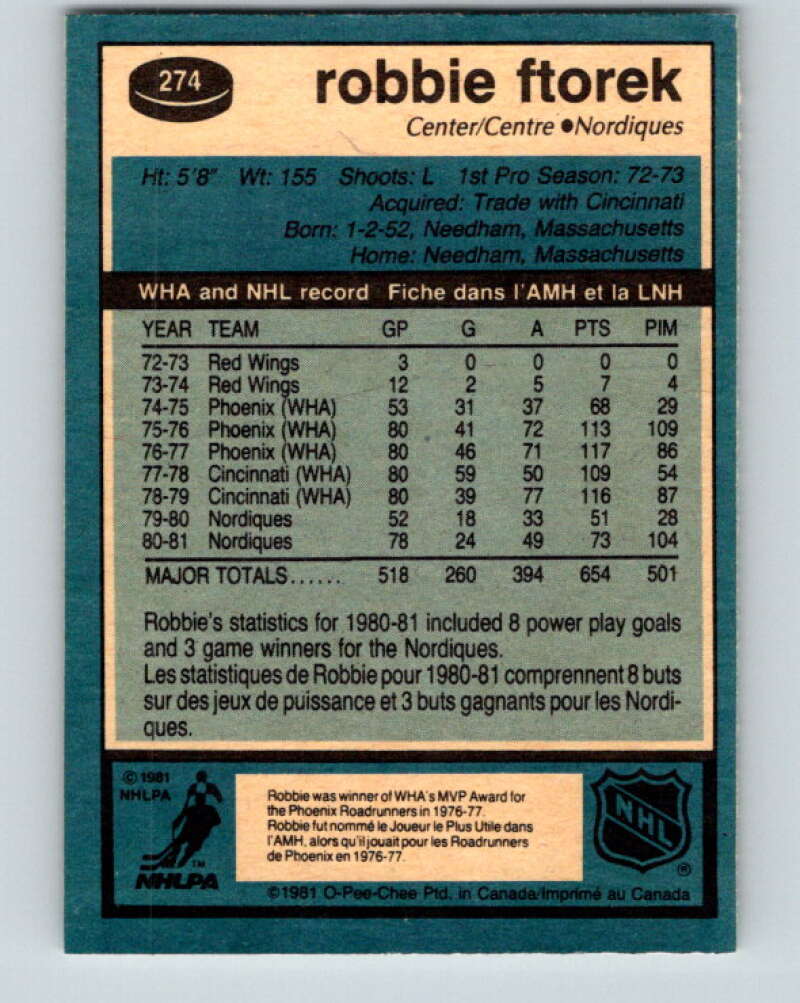 274
robbie ftorek
Center/Centre ●Nordiques
Ht: 5'8" Wt: 155 Shoots: L 1st Pro Season: 72-73
Acquired: Trade with Cincinnati
Born: 1-2-52, Needham, Massachusetts
Home: Needham, Massachusetts
WHA and NHL record Fiche dans l'AMH et la LNH
YEAR TEAM GP G A PTS PIM
72-73 Red Wings 3 0 0 0 0
73-74 Red Wings 12 2 5 7 4
74-75 Phoenix (WHA) 53 31 37 68 29
75-76 Phoenix (WHA) 80 41 72 113 109
76-77 Phoenix (WHA) 80 46 71 117 86
77-78 Cincinnati (WHA) 80 59 50 109 54
78-79 Cincinnati (WHA) 80 39 77 116 87
79-80 Nordiques 52 18 33 51 28
80-81 Nordiques 78 24 49 73 104
MAJOR TOTALS...... 518 260 394 654 501
Robbie's statistics for 1980-81 included 8 power play goals
and 3 game winners for the Nordiques.
Les statistiques de Robbie pour 1980-81 comprennent 8 buts
sur des jeux de puissance et 3 buts gagnants pour les Nordi-
ques.
© 1981
NHLPA
TM
NHLPA
Robbie was winner of WHA's MVP Award for
the Phoenix Roadrunners in 1976-77.
Robbie fut nommé le Joueur le Plus Utile dans
l'AMH, alors qu'il jouait pour les Roadrunners
de Phoenix en 1976-77.
NHL
®
©1981 O-Pee-Chee Ptd. in Canada/Imprimé au Canada